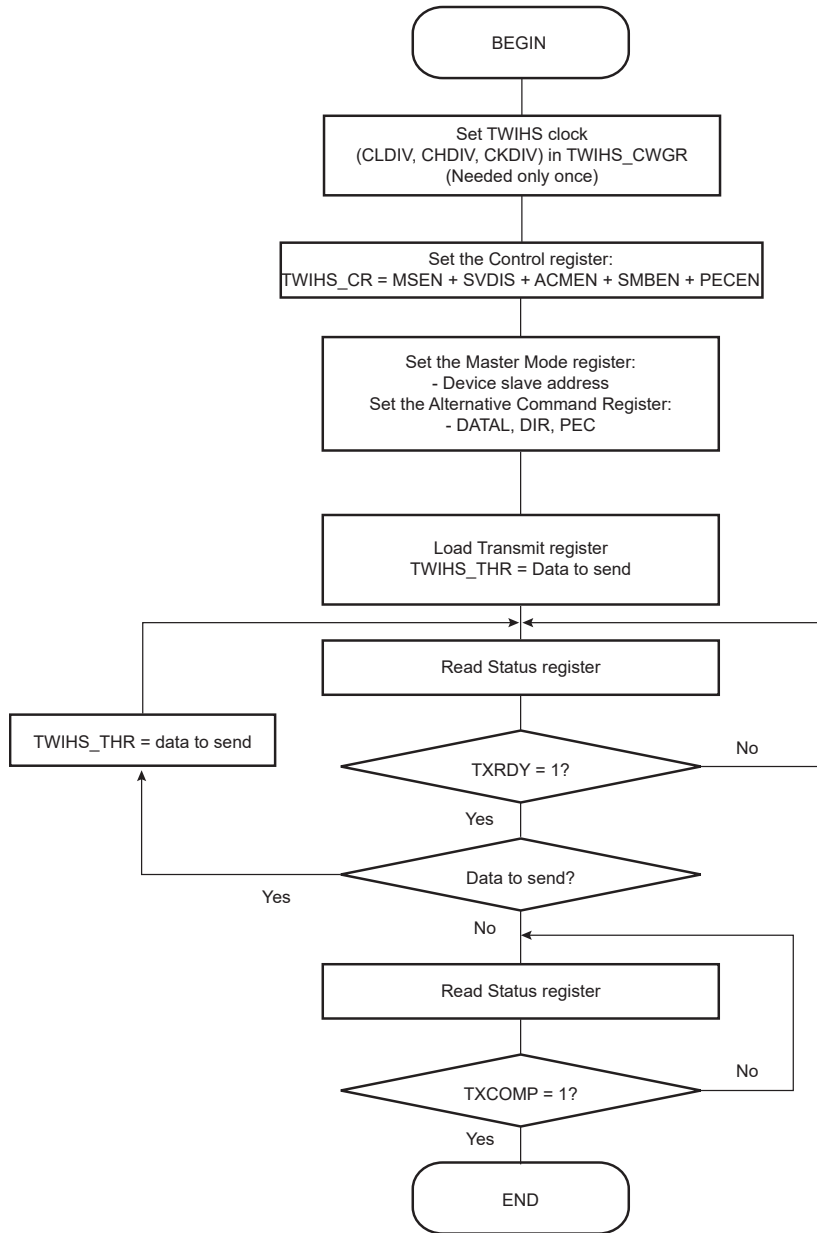 BEGIN
Set TWIHS clock
(CLDIV, CHDIV, CKDIV) in TWIHS_CWGR
(Needed only once)
Set the Control register:
TWIHS_CR = MSEN + SVDIS + ACMEN + SMBEN + PECEN
Set the Master Mode register:
- Device slave address
Set the Alternative Command Register:
- DATAL, DIR, PEC
Load Transmit register
TWIHS_THR = Data to send
Read Status register
TWIHS_THR = data to send
TXRDY = 1?
No
Yes
Data to send?
Yes
No
Read Status register
TXCOMP = 1?
No
Yes
END